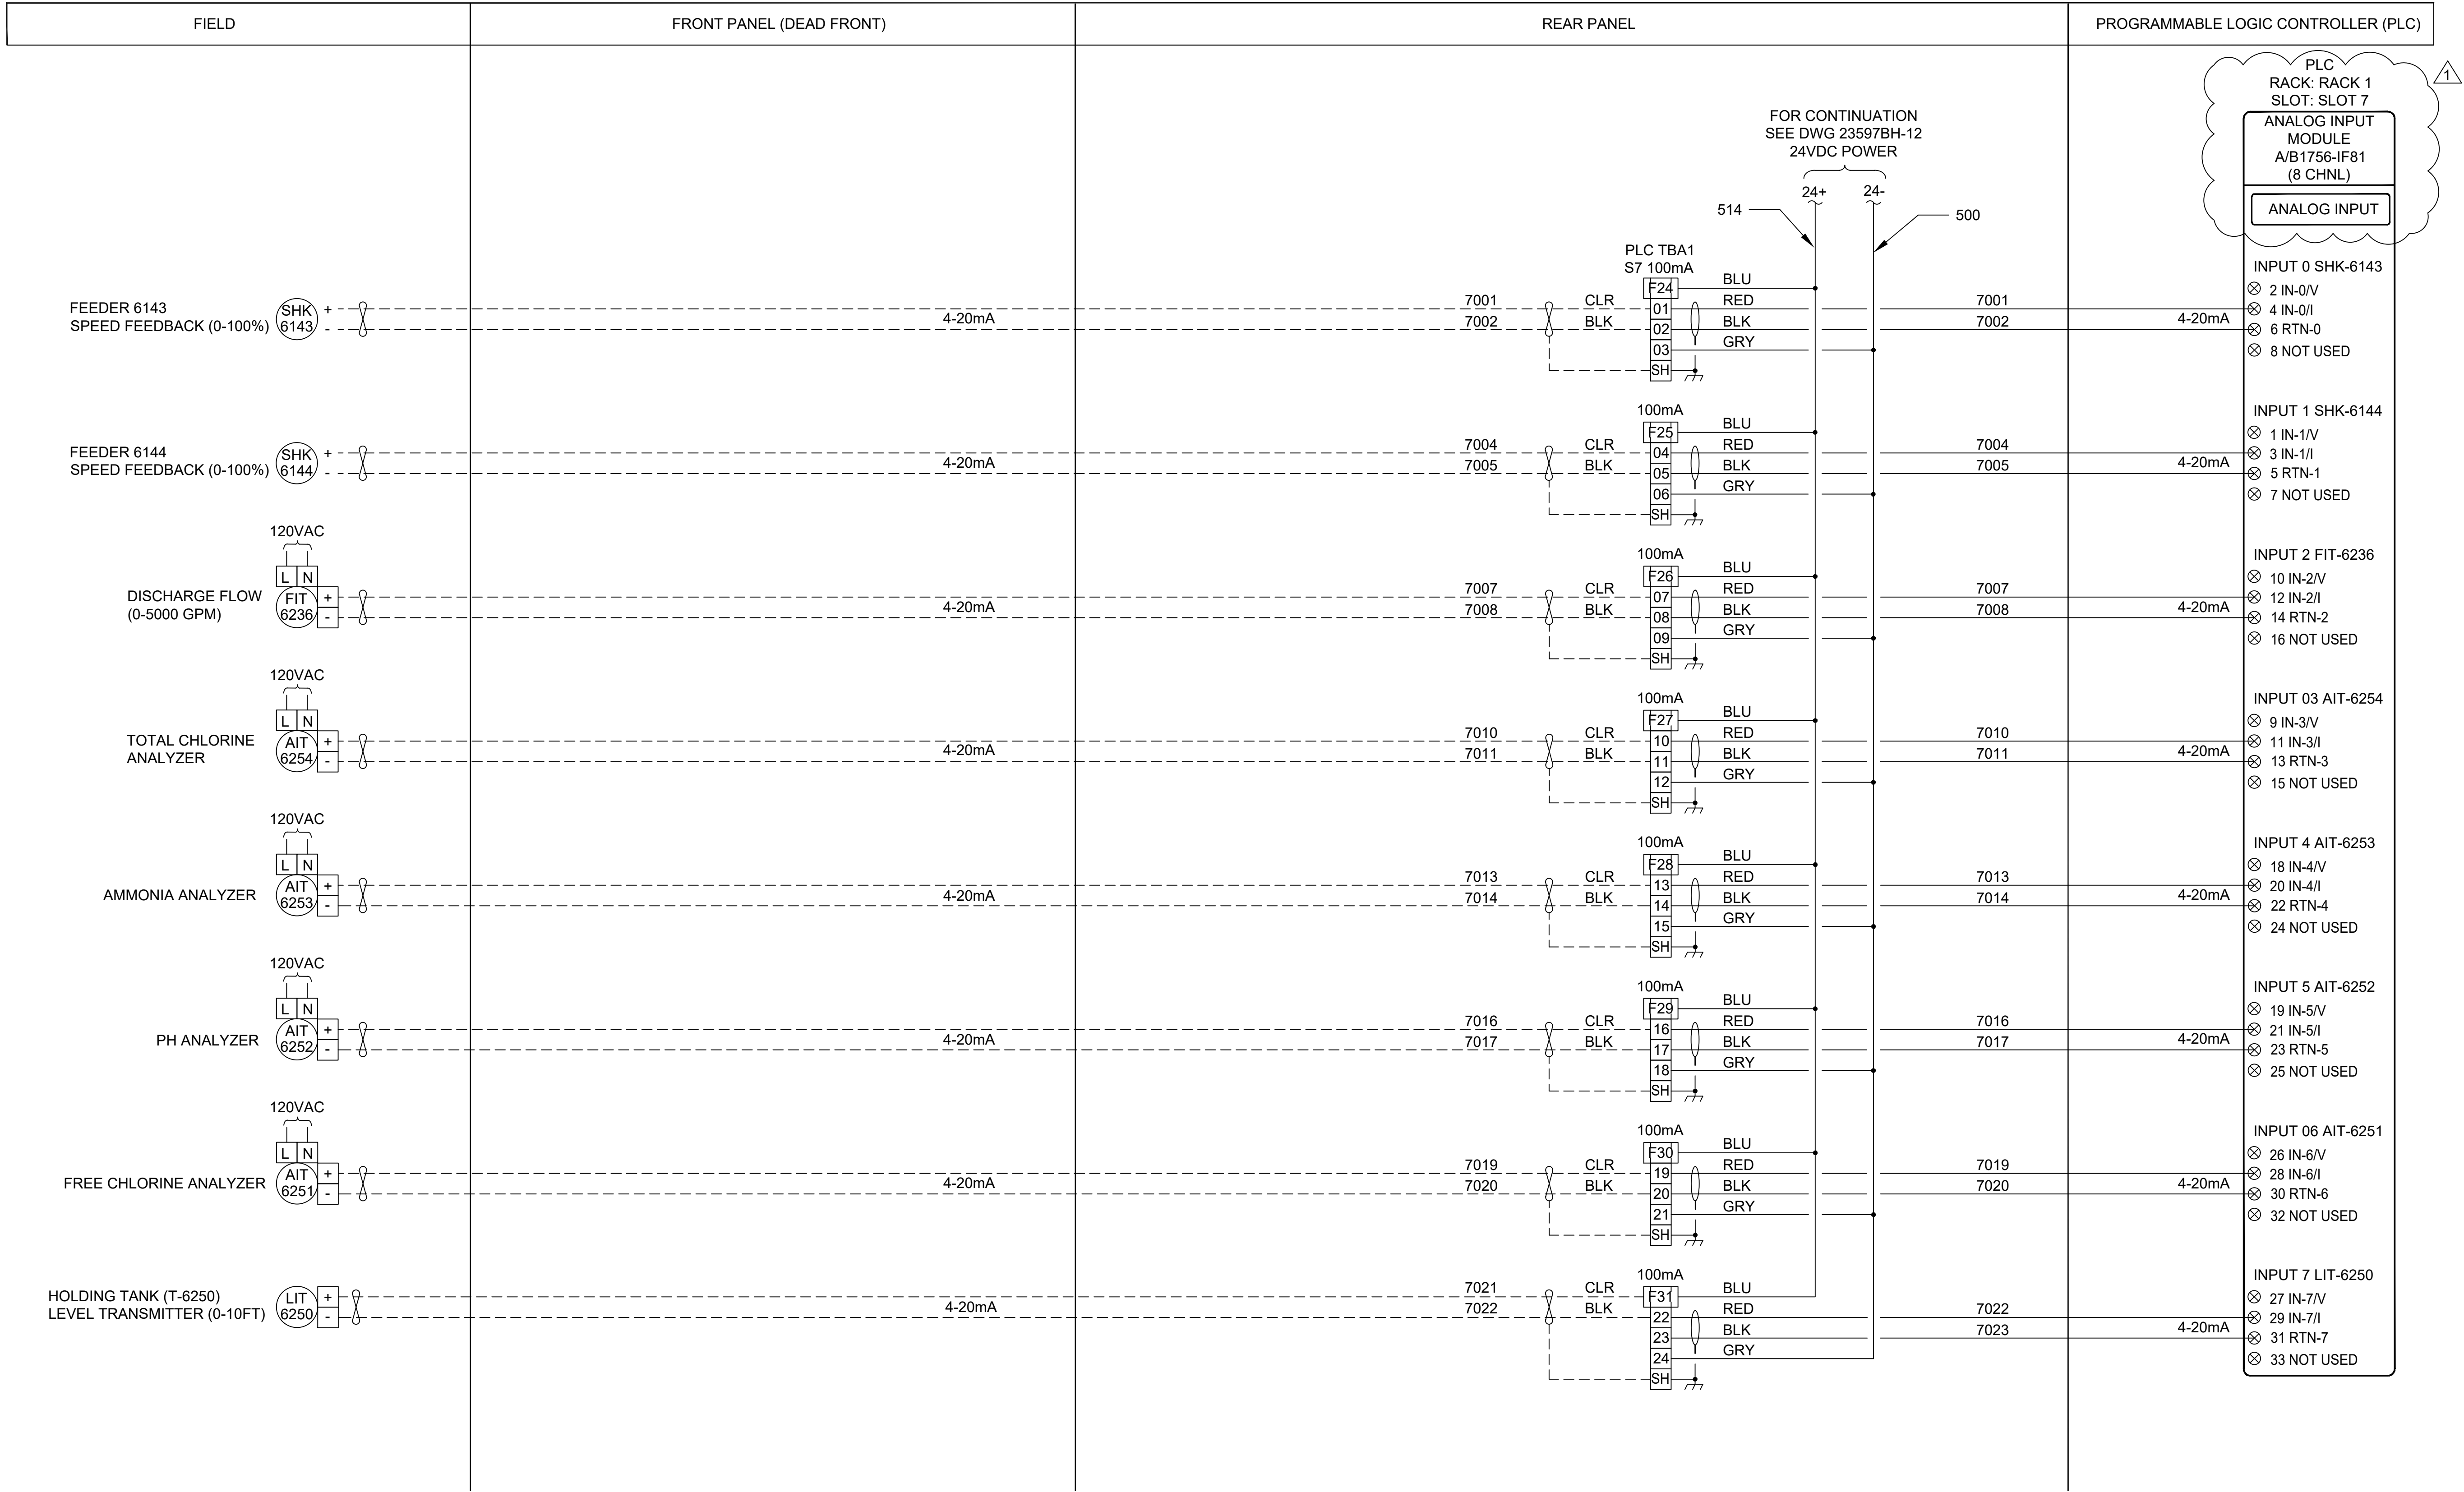 FIELD
FRONT PANEL (DEAD FRONT)
REAR PANEL
PROGRAMMABLE LOGIC CONTROLLER (PLC)
PLC
RACK: RACK 1
SLOT: SLOT 7
1
ANALOG INPUT
MODULE
A/B1756-IF81
(8 CHNL)
ANALOG INPUT
FOR CONTINUATION
SEE DWG 23597BH-12
24VDC POWER
24+
24-
514
500
PLC TBA1
S7 100mA
FEEDER 6143
SPEED FEEDBACK (0-100%)
SHK
6143
+
-
4-20mA
7001
7002
CLR
BLK
F24
01
02
03
SH
BLU
RED
BLK
GRY
7001
7002
4-20mA
INPUT 0 SHK-6143
2 IN-0/V
4 IN-0/I
6 RTN-0
8 NOT USED
FEEDER 6144
SPEED FEEDBACK (0-100%)
SHK
6144
+
-
4-20mA
7004
7005
CLR
BLK
100mA
F25
04
05
06
SH
BLU
RED
BLK
GRY
7004
7005
4-20mA
INPUT 1 SHK-6144
1 IN-1/V
3 IN-1/I
5 RTN-1
7 NOT USED
120VAC
L N
DISCHARGE FLOW
(0-5000 GPM)
FIT
6236
+
-
4-20mA
7007
7008
CLR
BLK
100mA
F26
07
08
09
SH
BLU
RED
BLK
GRY
7007
7008
4-20mA
INPUT 2 FIT-6236
10 IN-2/V
12 IN-2/I
14 RTN-2
16 NOT USED
120VAC
L N
TOTAL CHLORINE
ANALYZER
AIT
6254
+
-
4-20mA
7010
7011
CLR
BLK
100mA
F27
10
11
12
SH
BLU
RED
BLK
GRY
7010
7011
4-20mA
INPUT 03 AIT-6254
9 IN-3/V
11 IN-3/I
13 RTN-3
15 NOT USED
120VAC
L N
AMMONIA ANALYZER
AIT
6253
+
-
4-20mA
7013
7014
CLR
BLK
100mA
F28
13
14
15
SH
BLU
RED
BLK
GRY
7013
7014
4-20mA
INPUT 4 AIT-6253
18 IN-4/V
20 IN-4/I
22 RTN-4
24 NOT USED
120VAC
L N
PH ANALYZER
AIT
6252
+
-
4-20mA
7016
7017
CLR
BLK
100mA
F29
16
17
18
SH
BLU
RED
BLK
GRY
7016
7017
4-20mA
INPUT 5 AIT-6252
19 IN-5/V
21 IN-5/I
23 RTN-5
25 NOT USED
120VAC
L N
FREE CHLORINE ANALYZER
AIT
6251
+
-
4-20mA
7019
7020
CLR
BLK
100mA
F30
19
20
21
SH
BLU
RED
BLK
GRY
7019
7020
4-20mA
INPUT 06 AIT-6251
26 IN-6/V
28 IN-6/I
30 RTN-6
32 NOT USED
HOLDING TANK (T-6250)
LEVEL TRANSMITTER (0-10FT)
LIT
6250
+
-
4-20mA
7021
7022
CLR
BLK
100mA
F31
22
23
24
SH
BLU
RED
BLK
GRY
7022
7023
4-20mA
INPUT 7 LIT-6250
27 IN-7/V
29 IN-7/I
31 RTN-7
33 NOT USED